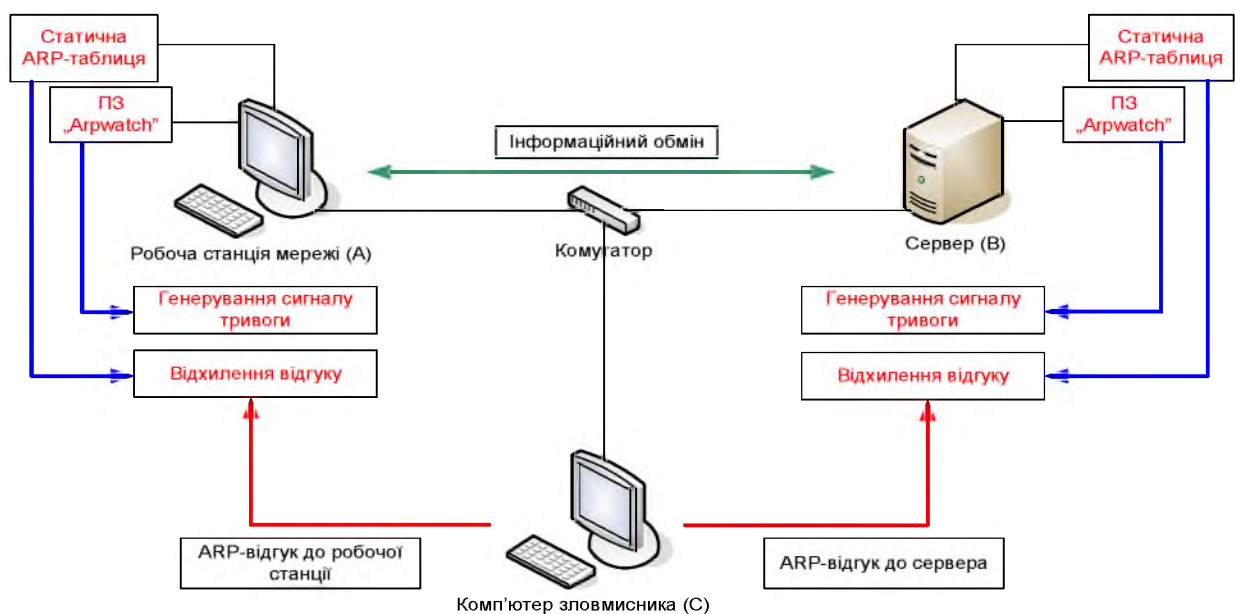 Статична
ARP-таблиця
ПЗ
„Arpwatch”
Статична
ARP-таблиця
ПЗ
„Arpwatch”
Інформаційний обмін
Робоча станція мережі (A)
Комутатор
Сервер (B)
Генерування сигналу
тривоги
Генерування сигналу
тривоги
Відхилення відгуку
Відхилення відгуку
ARP-відгук до робочої
станції
ARP-відгук до сервера
Комп’ютер зловмисника (C)